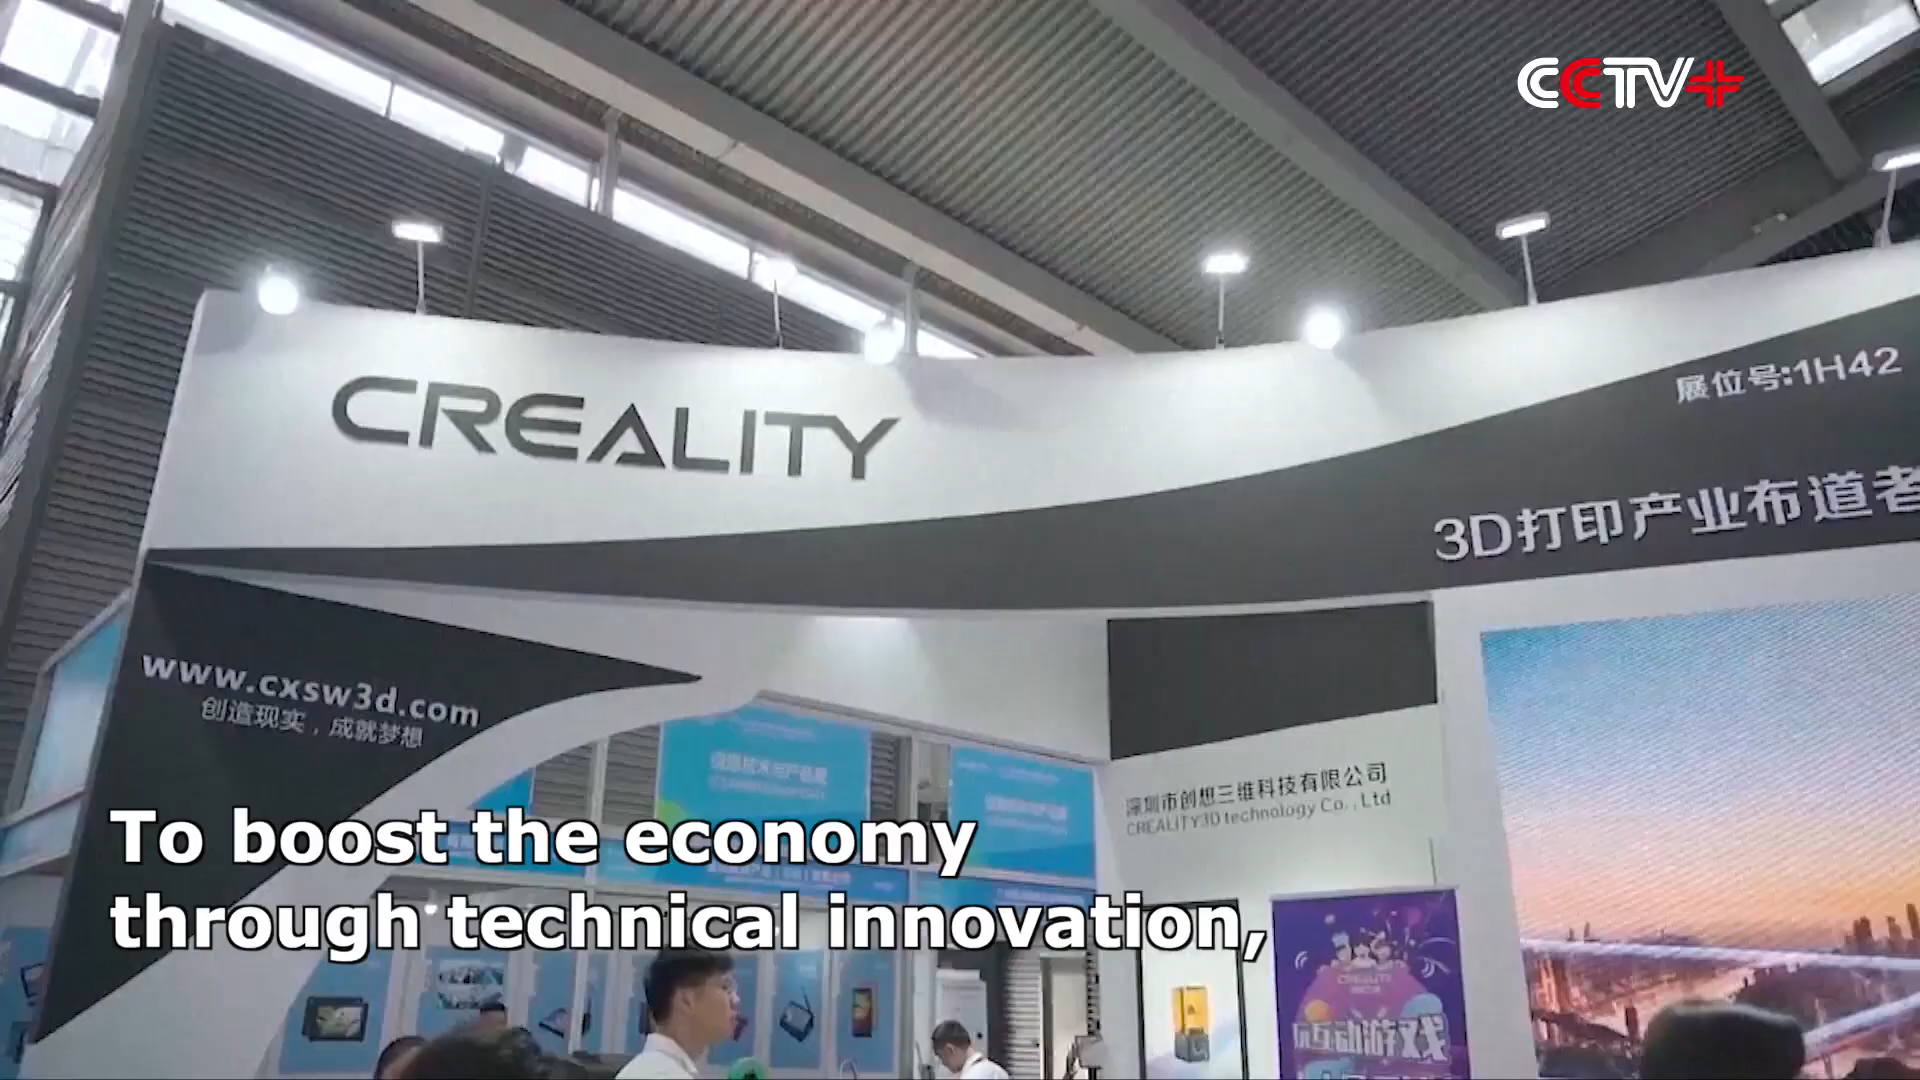 CCTV+
CREALITY
展位号:1H42
3D打印产业布道者
www.cxsw3d.com
创造现实，成就梦想
深圳市创想三维科技有限公司
CREALITY3D technology Co.,Ltd
To boost the economy
through technical innovation,
CREALITY
玩互动游戏